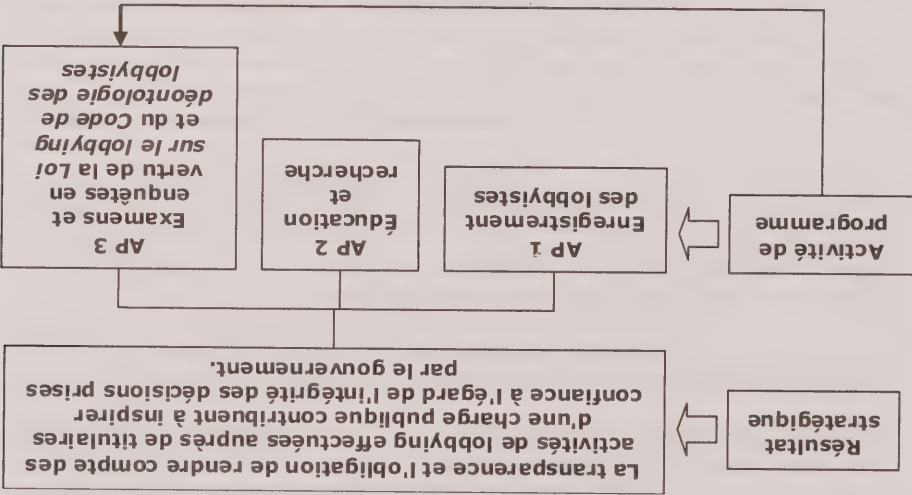 Résultat
stratégique
La transparence et l'obligation de rendre compte des
activités de lobbying effectuées auprès de titulaires
d'une charge publique contribuent à inspirer
confiance à l'égard de l'intégrité des décisions prises
par le gouvernement.
Activité de
programme
AP 1
Enregistrement
des lobbyistes
AP 2
Éducation
et
recherche
AP 3
Examens et
enquêtes en
vertu de la Loi
sur le lobbying
et du Code de
déontologie des
lobbyistes